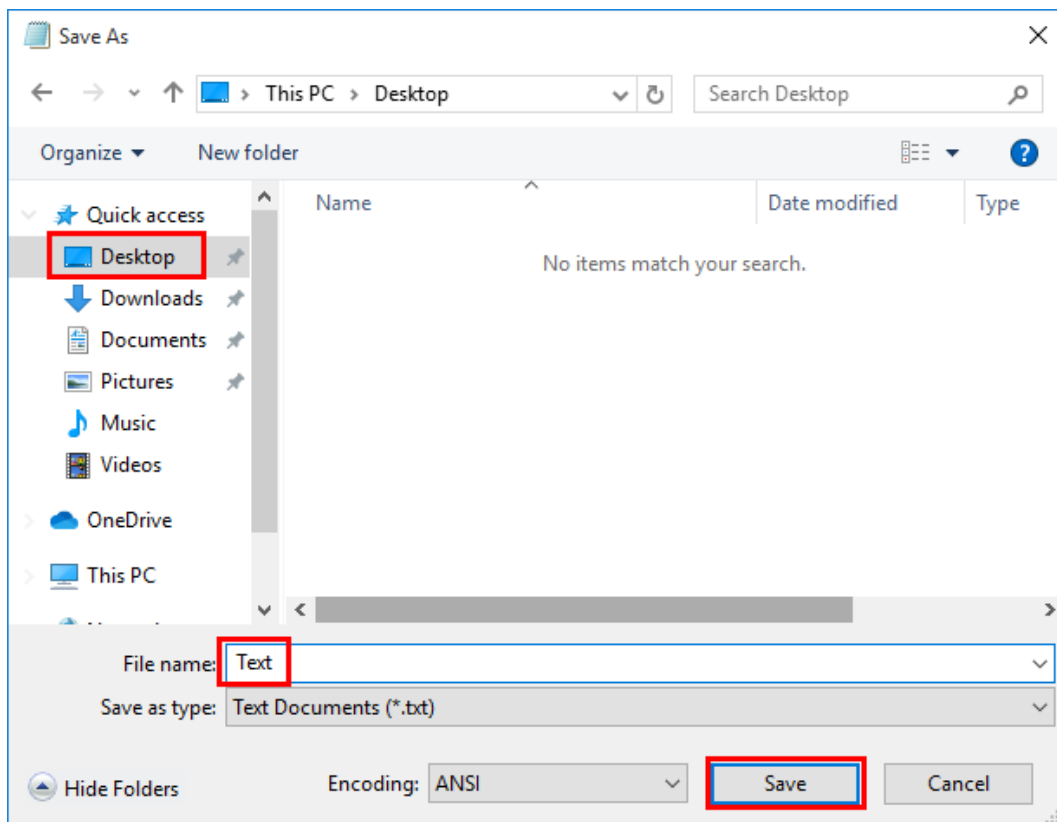 Save As
This PC > Desktop
Search Desktop
Organize
New folder
?
Name
Date modified
Type
Quick access
Desktop
No items match your search.
Downloads
Documents
Pictures
Music
Videos
OneDrive
This PC
File name: Text
Save as type: Text Documents (*.txt)
Hide Folders
Encoding: ANSI
Save
Cancel